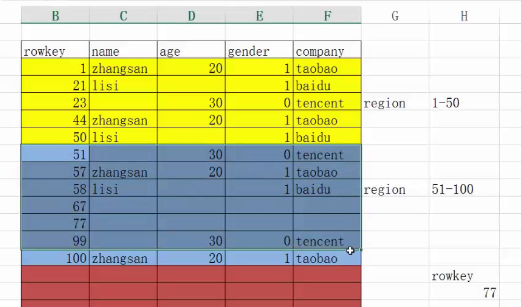 B C D E F G H
rowkey name age gender company
1 zhangsan 20 1 taobao
21 lisi 1 baidu
23 30 0 tencent region 1-50
44 zhangsan 20 1 taobao
50 lisi 1 baidu
51 30 0 tencent
57 zhangsan 20 1 taobao
58 lisi 1 baidu region 51-100
67
77
99 30 0 tencent
100 zhangsan 20 1 taobao
rowkey
77